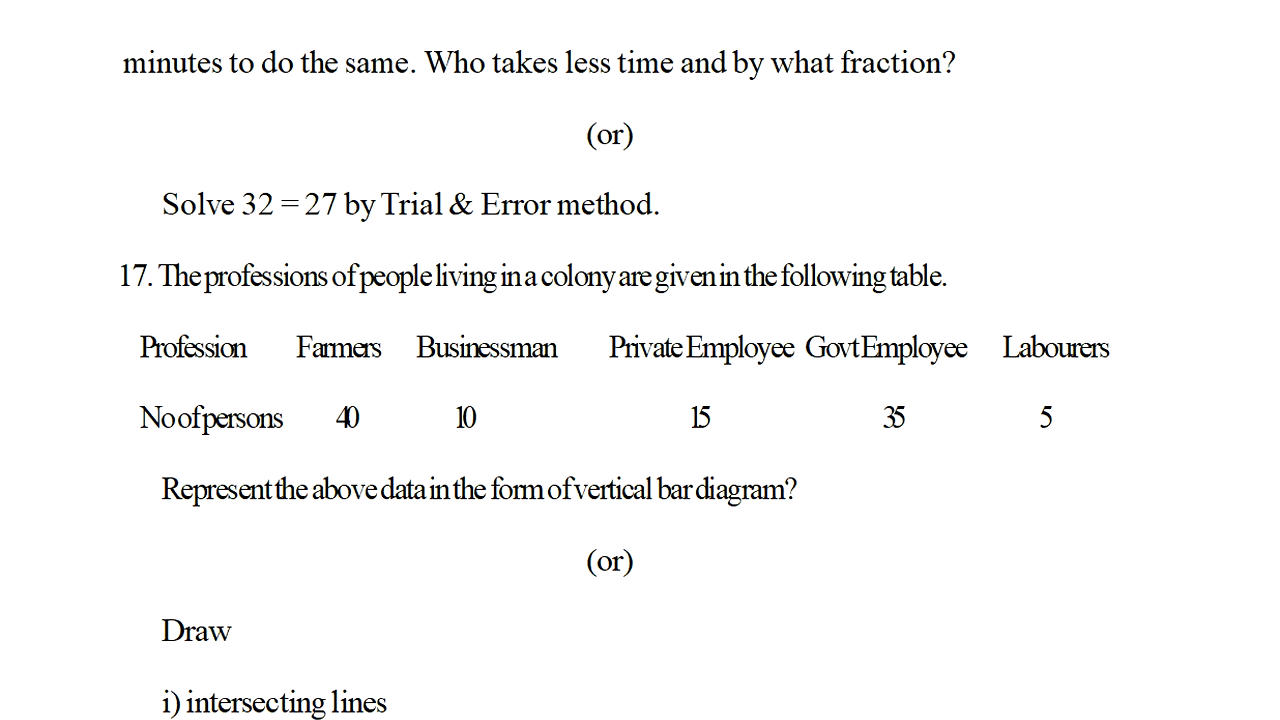 minutes to do the same. Who takes less time and by what fraction?
(or)
Solve 32 = 27 by Trial & Error method.
17. The professions of people living in a colony are given in the following table.
Profession Farmers Businessman Private Employee Govt Employee Labourers
No of persons 40 10 15 35 5
Represent the above data in the form of vertical bar diagram?
(or)
Draw
i) intersecting lines